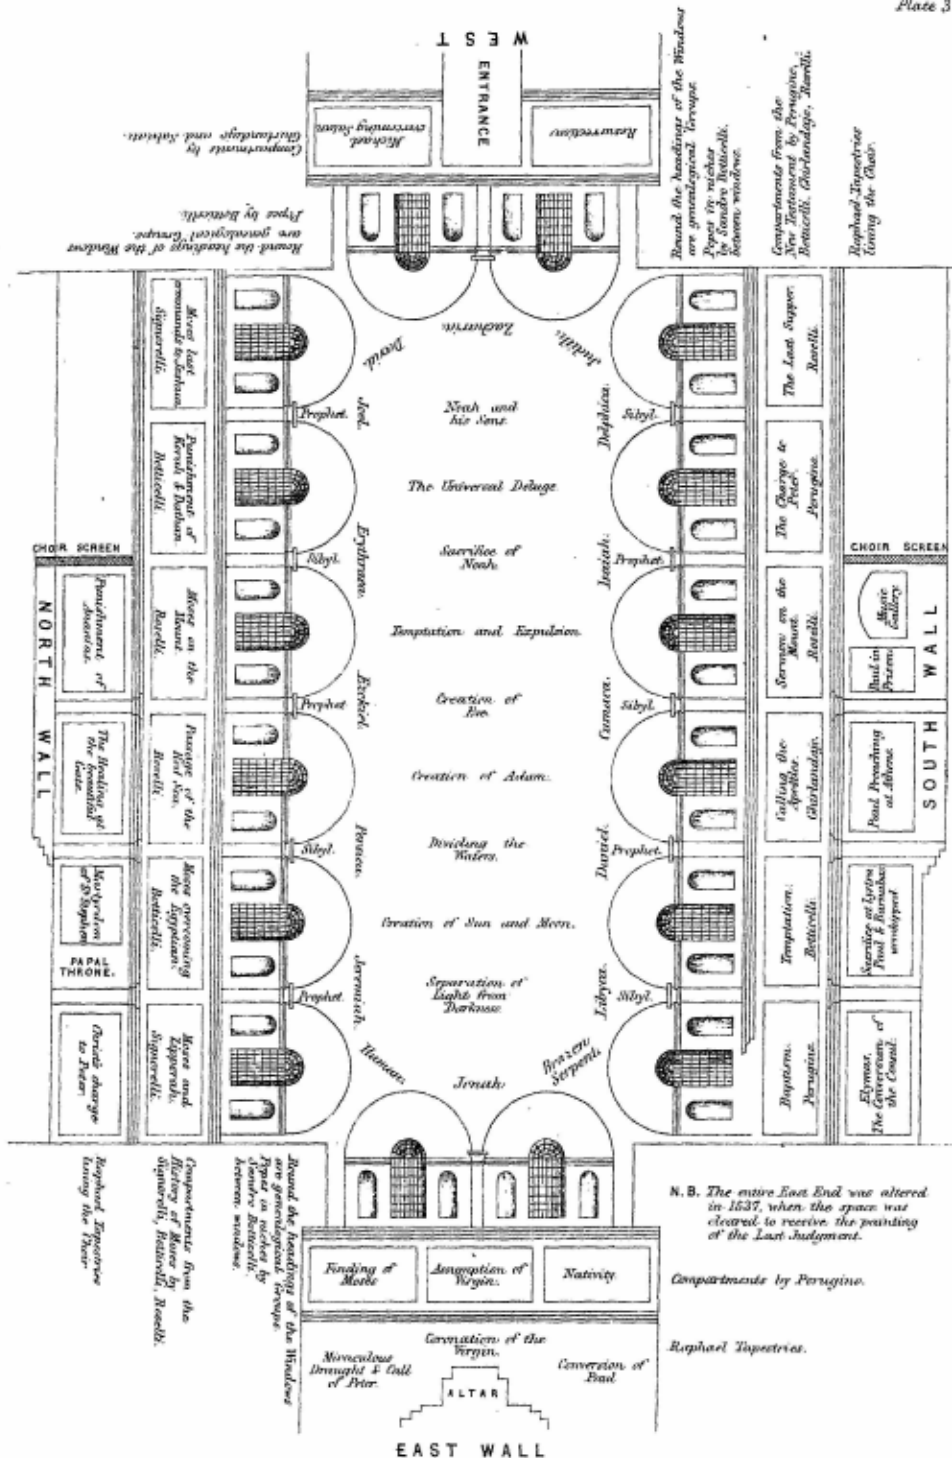 Plate 3
WEST
ENTRANCE
Michael
overcoming Satan
Resurrection
Compartments by
Ghirlandajo and Salviati.
Round the headings of the Windows
are genealogical Groups.
Popes by Botticelli.
Round the headings of the Windows
are genealogical Groups.
Popes in niches
by Sandro Botticelli,
between windows.
Compartments from the
New Testament by Perugino,
Botticelli, Ghirlandajo, Roselli.
Raphael Tapestries
lining the Choir.
David.
Zacharia.
Judith.
Moses last
commands to Joshua,
Signorelli.
Punishment of
Korah & Dathan.
Botticelli.
Moses on the
Mount.
Roselli.
Passage of the
Red Sea.
Roselli.
Moses overcoming
the Egyptian.
Botticelli.
Moses and
Zipporah,
Signorelli.
CHOIR SCREEN
NORTH WALL
Punishment of
Ananias.
The Healing at
the beautiful
Gate.
Martyrdom
of St Stephen
PAPAL
THRONE.
Christ's charge
to Peter.
Prophet.
Joel.
Sibyl.
Erythraea.
Prophet
Ezekiel.
Sibyl.
Persica.
Prophet.
Jeremiah.
Noah and
his Sons
The Universal Deluge
Sacrifice of
Noah.
Temptation and Expulsion
Creation of
Eve.
Creation of Adam.
Dividing the
Waters.
Creation of Sun and Moon.
Separation of
Light from
Darkness
Delphica.
Sibyl.
Isaiah.
Prophet.
Cumaea.
Sibyl.
Daniel.
Prophet.
Libyca.
Sibyl.
Haman.
Jonah
Brazen
Serpent.
The Last Supper.
Roselli.
The Charge to
Peter.
Perugino.
Sermon on the
Mount.
Roselli.
Calling the
Apostles.
Ghirlandajo.
Temptation.
Botticelli.
Baptism.
Perugino.
CHOIR SCREEN
SOUTH WALL
Music
Gallery
Paul in
Prison.
Paul Preaching
at Athens.
Sacrifice at Lystra
Paul & Barnabas
worshipped.
Elymas,
The Conversion of
the Consul.
Raphael Tapestries
lining the Choir
Compartments from the
History of Moses by
Signorelli, Botticelli, Roselli.
Round the headings of the Windows
are genealogical Groups.
Popes in niches by
Sandro Botticelli,
between windows.
N.B. The entire East End was altered
in 1537, when the space was
cleared to receive the painting
of the Last Judgment.
Finding of
Moses
Assumption of
Virgin.
Nativity
Compartments by Perugino.
Coronation of the
Virgin.
Miraculous
Draught & Call
of Peter.
Conversion of
Paul
Raphael Tapestries.
ALTAR
EAST WALL